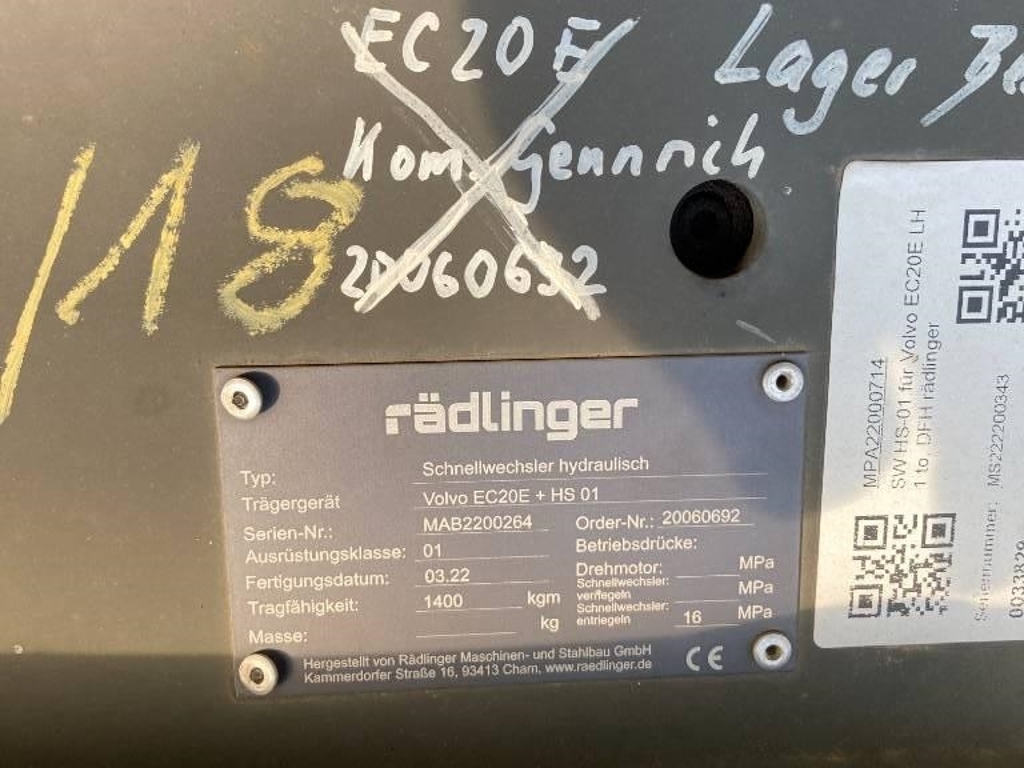 EC20E
Kom. Gennrich
20060692
Lager
/18
rädlinger
Typ: Schnellwechsler hydraulisch
Trägergerät Volvo EC20E + HS 01
Serien-Nr.: MAB2200264 Order-Nr.: 20060692
Ausrüstungsklasse: 01 Betriebsdrücke:
Fertigungsdatum: 03.22 Drehmotor: MPa
Tragfähigkeit: 1400 kgm Schnellwechsler: verriegeln MPa
Masse: kg Schnellwechsler: entriegeln 16 MPa
Hergestellt von Rädlinger Maschinen- und Stahlbau GmbH
Kammerdorfer Straße 16, 93413 Cham, www.raedlinger.de
CE
MPA22000714
SW HS-01 für Volvo EC20E LH
1 to, DFH rädlinger
Seriennummer: MS222200343
0033829